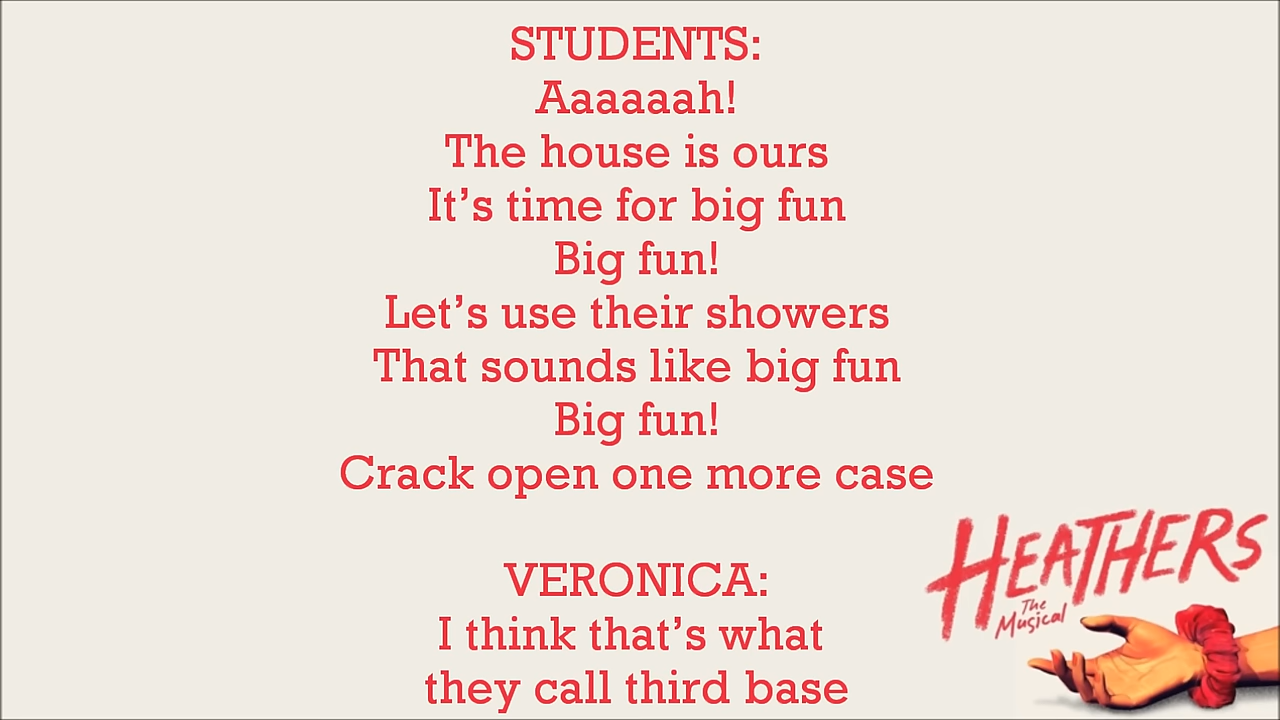 STUDENTS:
Aaaaaah!
The house is ours
It’s time for big fun
Big fun!
Let’s use their showers
That sounds like big fun
Big fun!
Crack open one more case
VERONICA:
I think that’s what
they call third base
HEATHERS
The
Musical